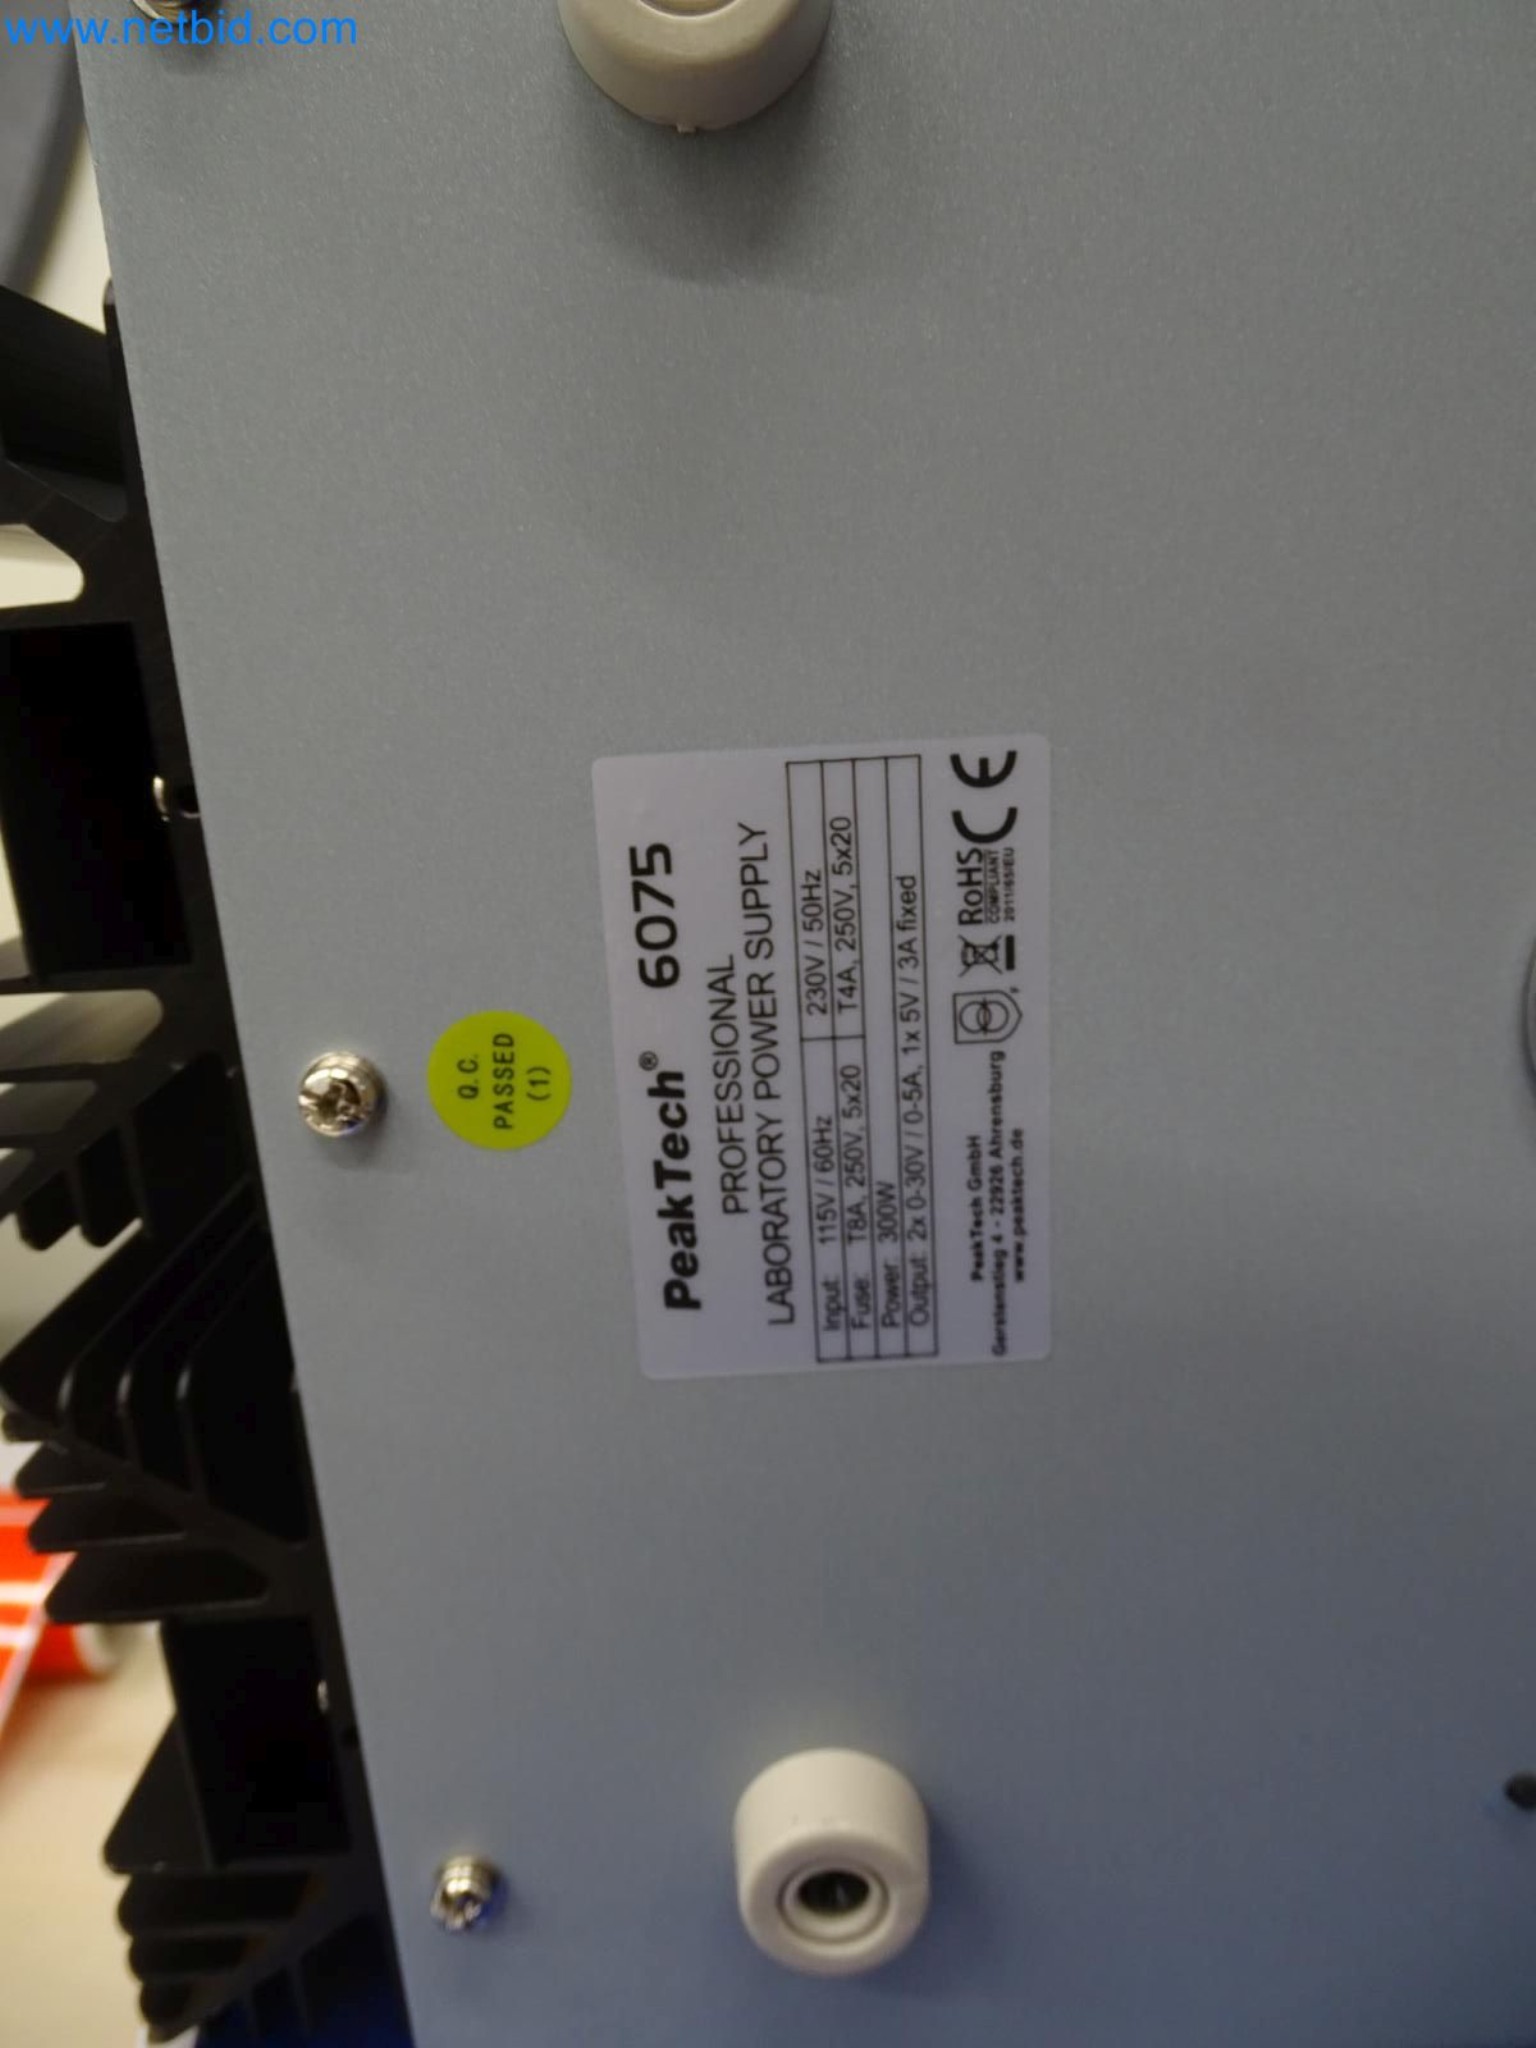 www.netbid.com
Q.C.
PASSED
(1)
PeakTech® 6075
PROFESSIONAL
LABORATORY POWER SUPPLY
Input: 115V / 60Hz 230V / 50Hz
Fuse: T8A, 250V, 5x20 T4A, 250V, 5x20
Power: 300W
Output: 2x 0-30V / 0-5A, 1x 5V / 3A fixed
PeakTech GmbH
Gerstenstieg 4 - 22926 Ahrensburg
www.peaktech.de
RoHS
COMPLIANT
2011/65/EU
CE